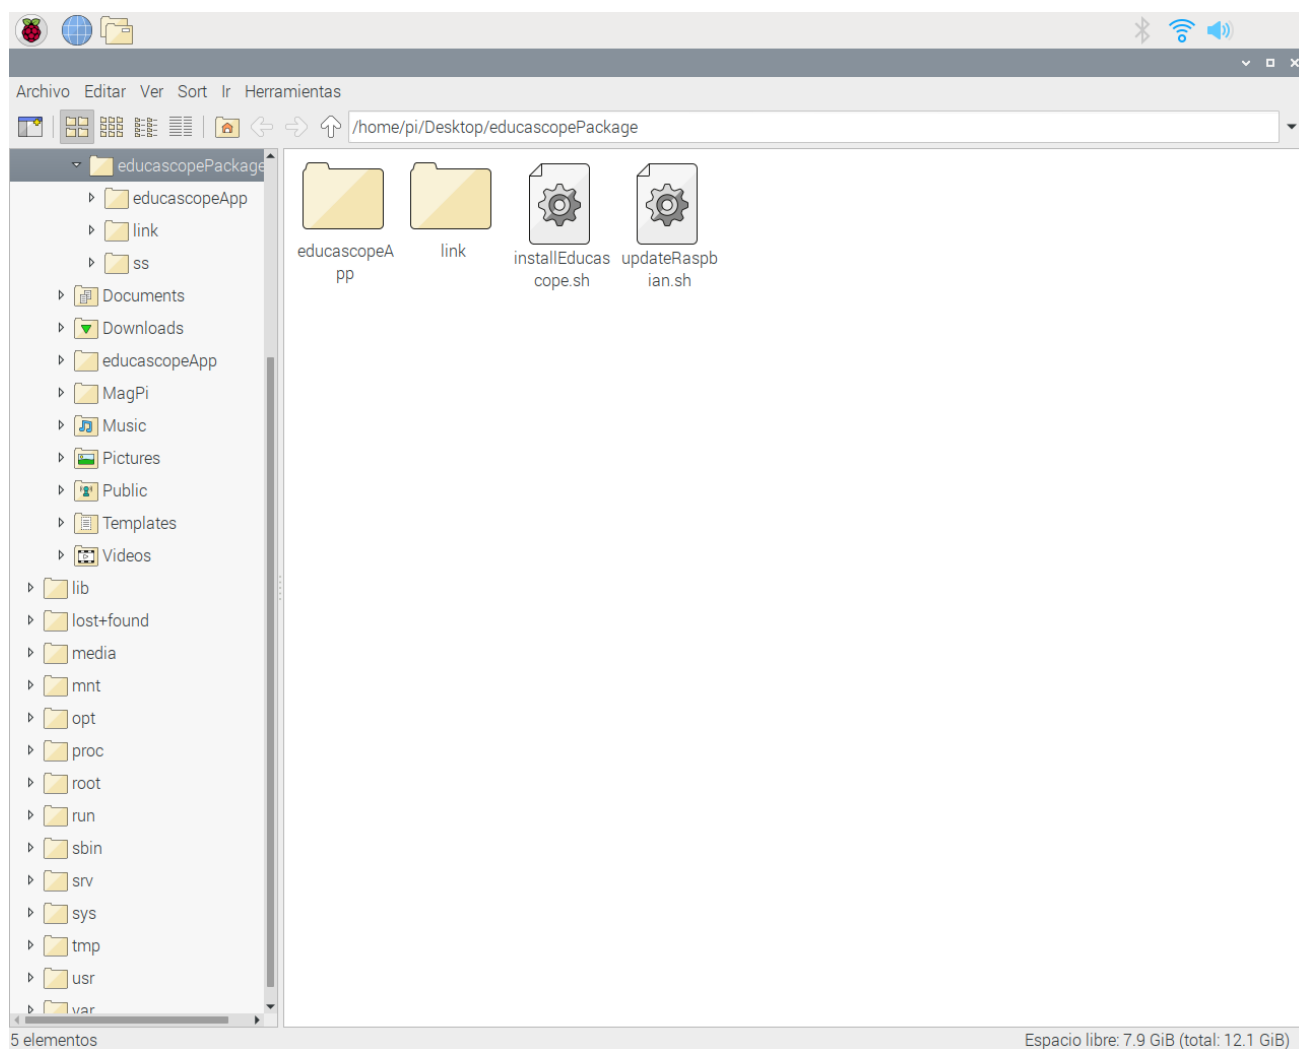 Archivo Editar Ver Sort Ir Herramientas
/home/pi/Desktop/educascopePackage
educascopePackage
educascopeApp
link
ss
Documents
Downloads
educascopeApp
MagPi
Music
Pictures
Public
Templates
Videos
lib
lost+found
media
mnt
opt
proc
root
run
sbin
srv
sys
tmp
usr
var
educascopeA
pp
link
installEducas
cope.sh
updateRaspb
ian.sh
5 elementos
Espacio libre: 7.9 GiB (total: 12.1 GiB)